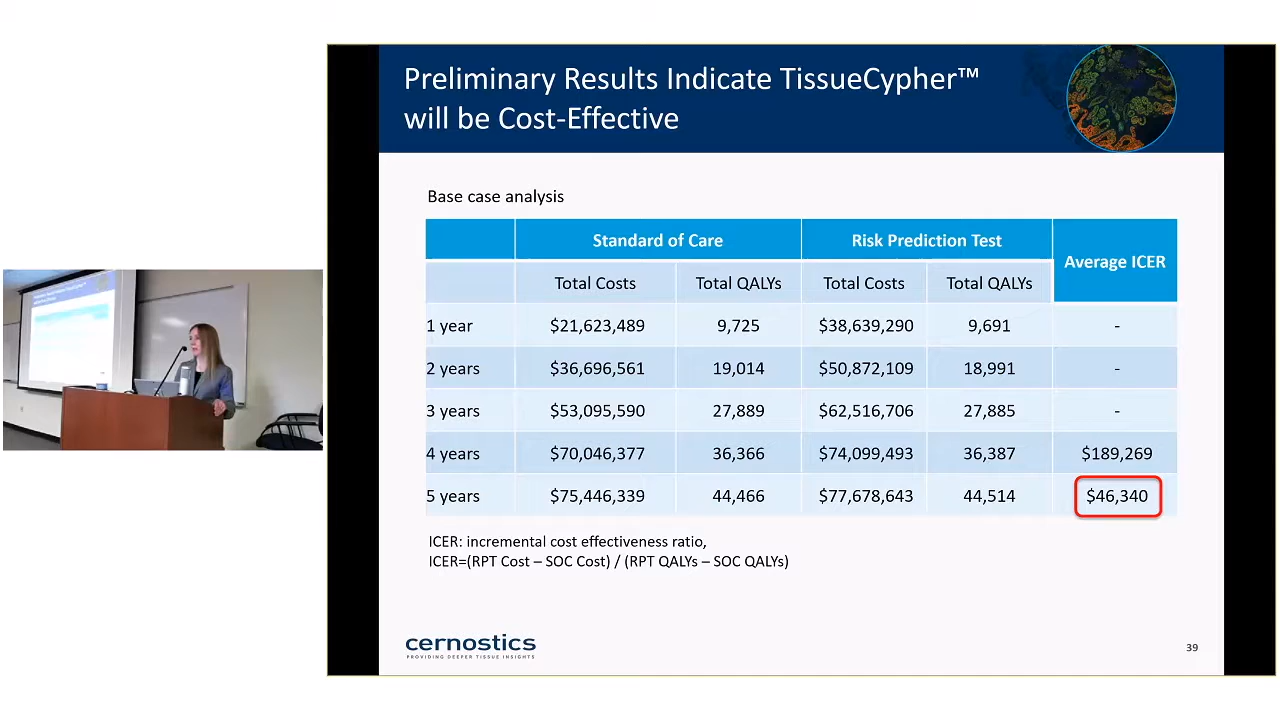 Preliminary Results Indicate TissueCypher™
will be Cost-Effective
Base case analysis
Standard of Care Risk Prediction Test Average ICER
Total Costs Total QALYs Total Costs Total QALYs
1 year $21,623,489 9,725 $38,639,290 9,691 -
2 years $36,696,561 19,014 $50,872,109 18,991 -
3 years $53,095,590 27,889 $62,516,706 27,885 -
4 years $70,046,377 36,366 $74,099,493 36,387 $189,269
5 years $75,446,339 44,466 $77,678,643 44,514 $46,340
ICER: incremental cost effectiveness ratio,
ICER=(RPT Cost – SOC Cost) / (RPT QALYs – SOC QALYs)
cernostics
PROVIDING DEEPER TISSUE INSIGHTS
39